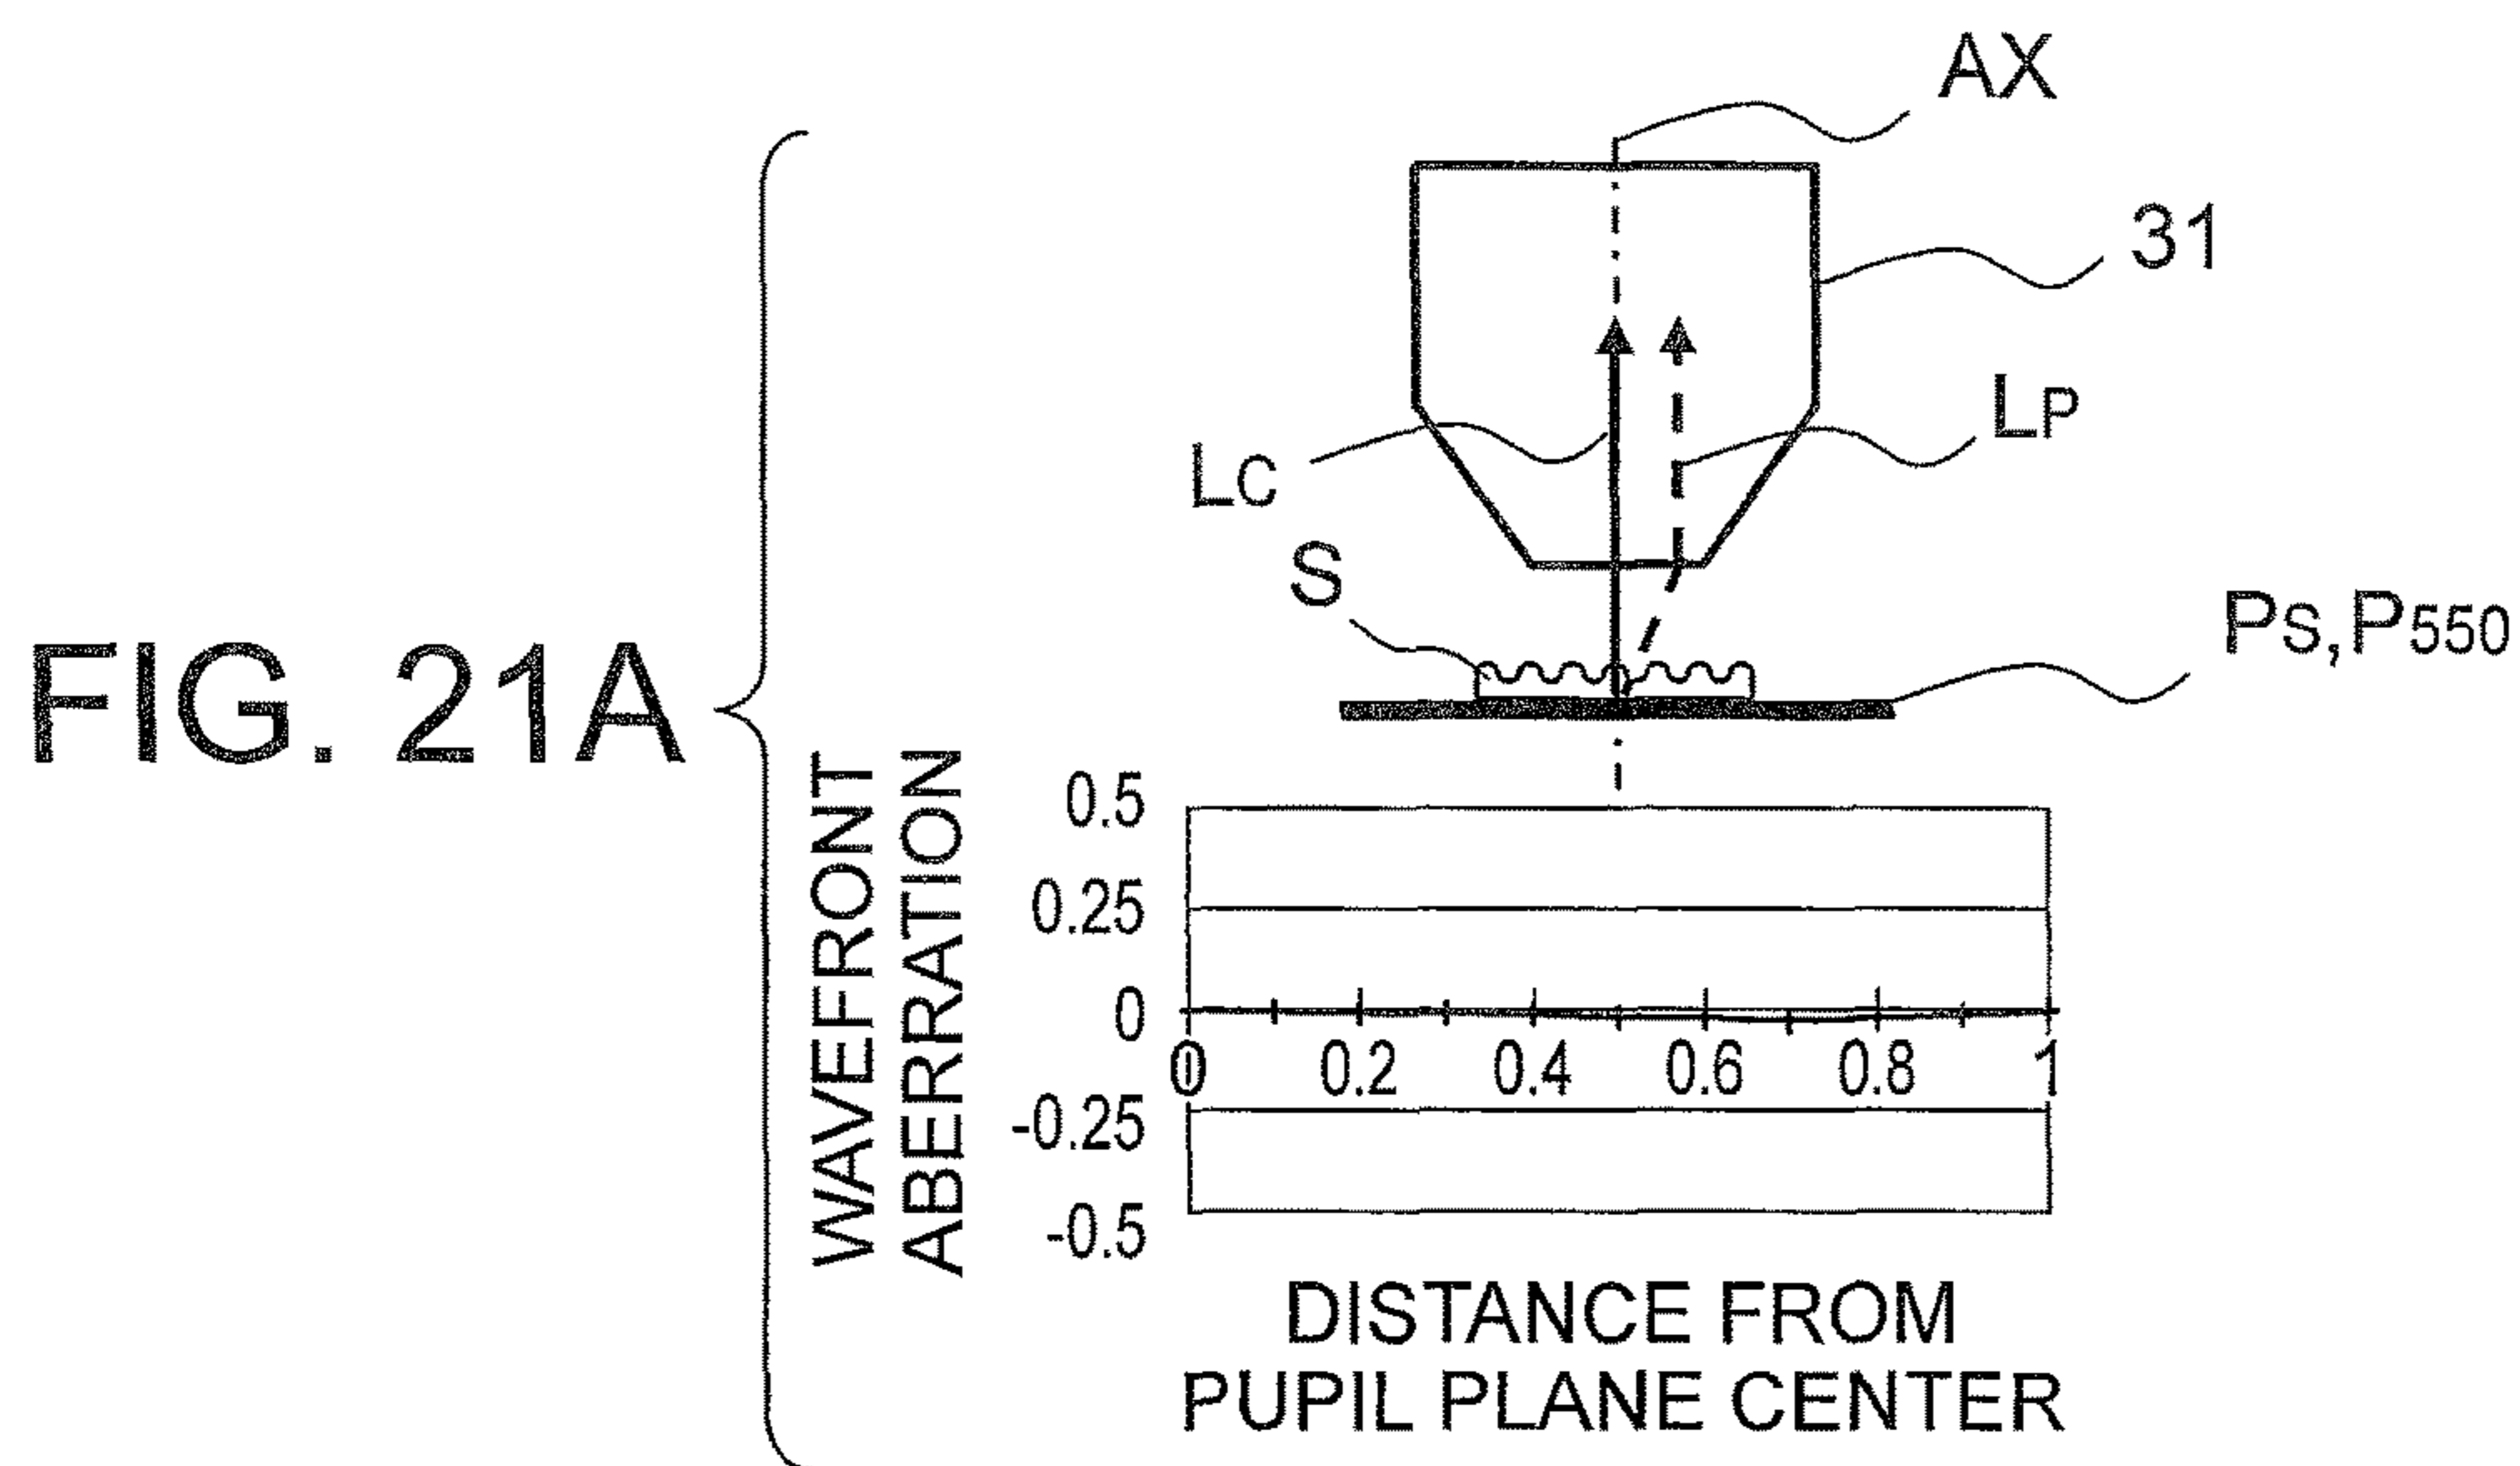 FIG. 21A
AX
31
LP
LC
S
PS,P550
WAVEFRONT
ABERRATION
0.5
0.25
0
-0.25
-0.5
0 0.2 0.4 0.6 0.8 1
DISTANCE FROM
PUPIL PLANE CENTER